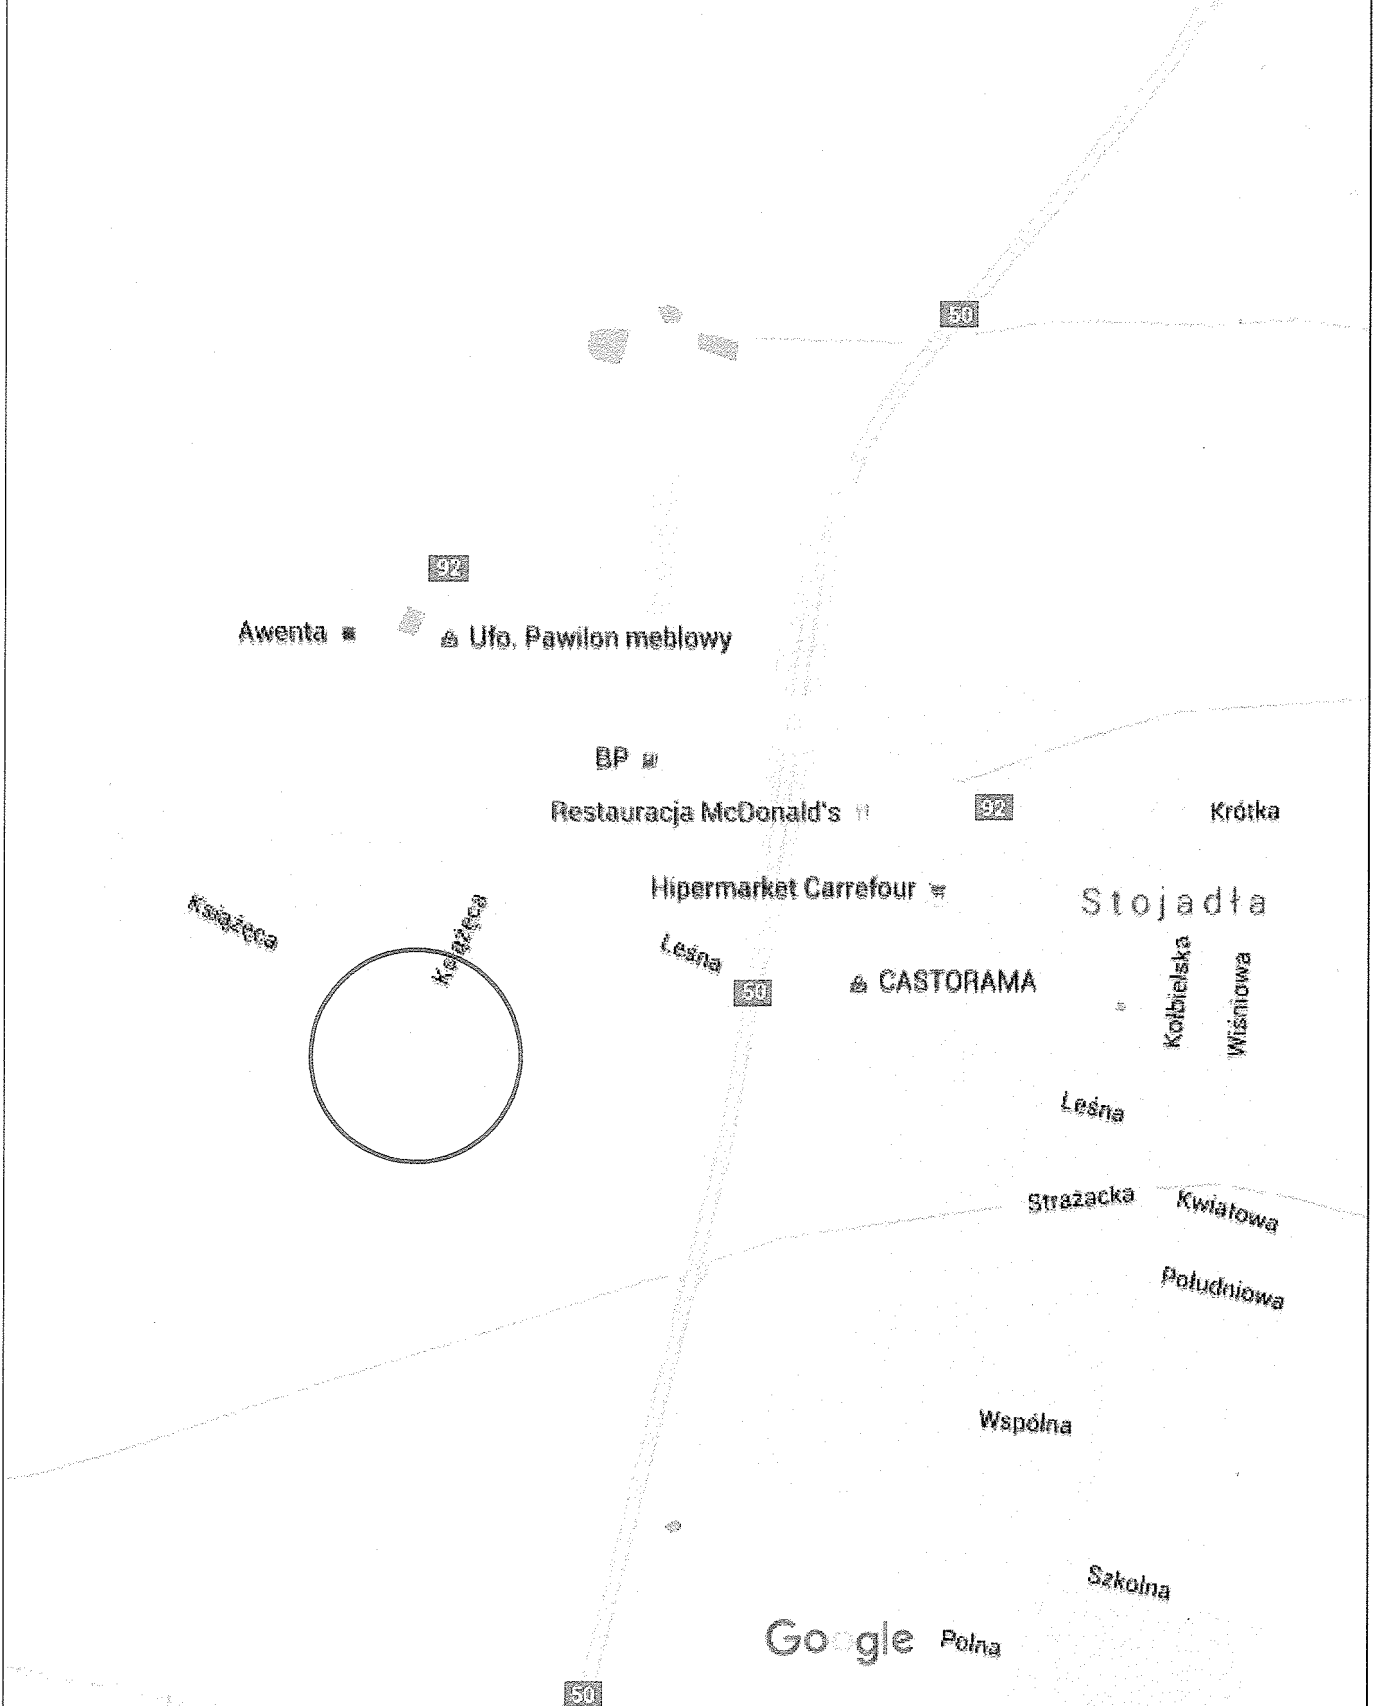 50
92
Awenta
Ufo. Pawilon meblowy
BP
Restauracja McDonald's
92
Krótka
Hipermarket Carrefour
Stojadła
Książęca
Książęca
Leśna
50
CASTORAMA
Kolbielska
Wiśniowa
Leśna
Strażacka
Kwiatowa
Południowa
Wspólna
Szkolna
Google
Polna
50